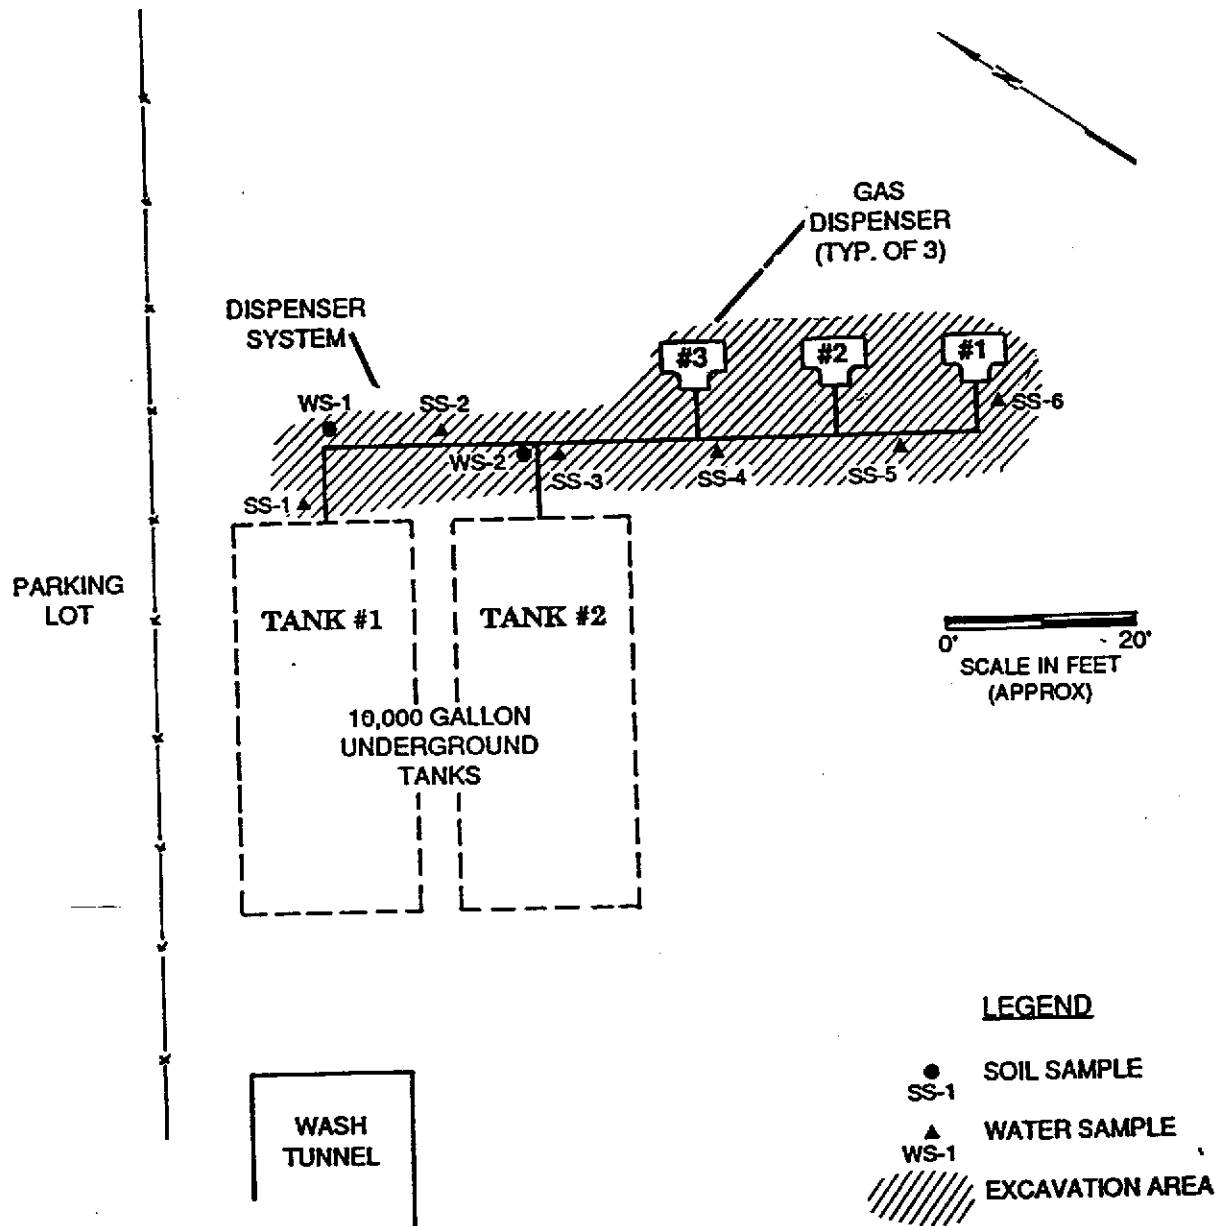 N
GAS
DISPENSER
(TYP. OF 3)
DISPENSER
SYSTEM
#3
#2
#1
WS-1
SS-2
SS-6
WS-2
SS-3
SS-4
SS-5
SS-1
PARKING
LOT
TANK #1
TANK #2
0'
20'
SCALE IN FEET
(APPROX)
10,000 GALLON
UNDERGROUND
TANKS
LEGEND
SS-1
SOIL SAMPLE
WS-1
WATER SAMPLE
EXCAVATION AREA
WASH
TUNNEL